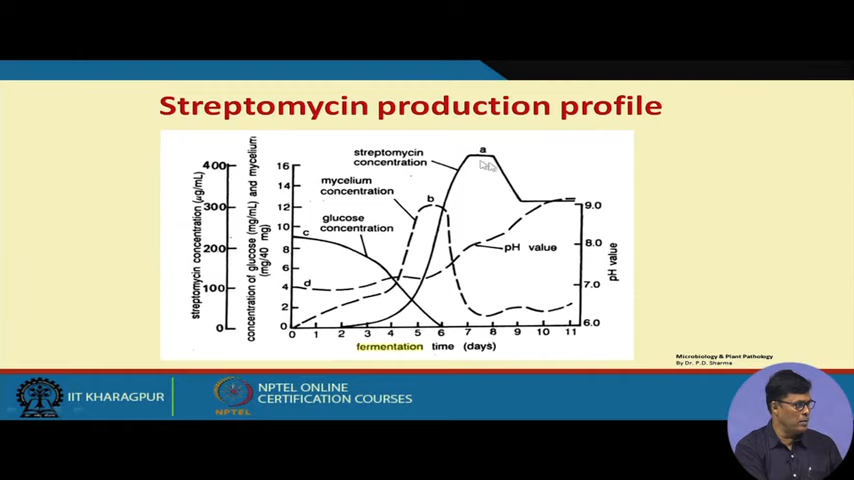 Streptomycin production profile
streptomycin
concentration
mycelium
concentration
glucose
concentration
a
b
c
d
pH value
streptomycin concentration (µg/mL)
400
300
200
100
0
concentration of glucose (mg/mL) and mycelium
(mg/40 mg)
16
14
12
10
8
6
4
2
0
9.0
8.0
7.0
6.0
pH value
0 1 2 3 4 5 6 7 8 9 10 11
fermentation time (days)
Microbiology & Plant Pathology
By Dr. P.D. Sharma
IIT KHARAGPUR
NPTEL
NPTEL ONLINE
CERTIFICATION COURSES